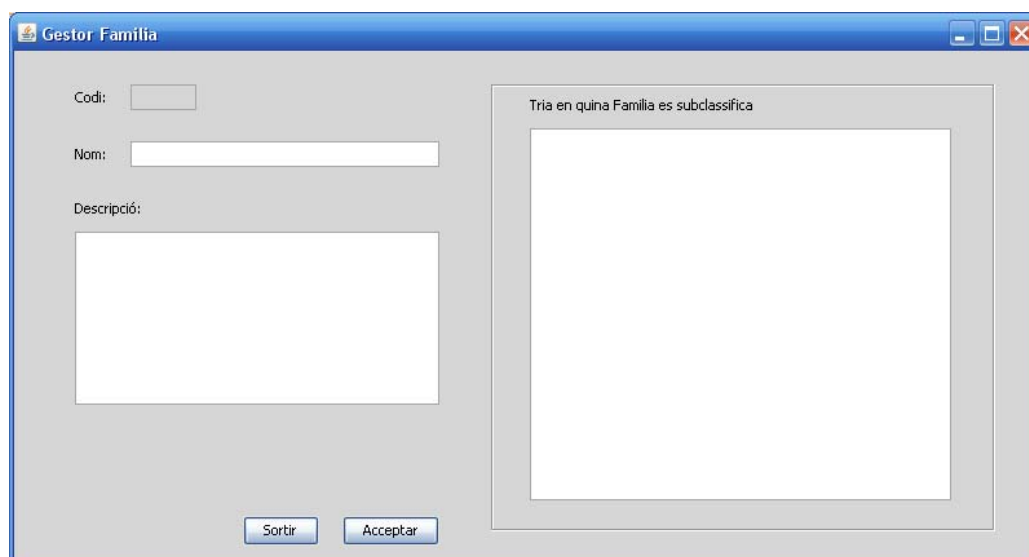 Gestor Familia
Codi:
Nom:
Descripció:
Sortir
Acceptar
Tria en quina Familia es subclassifica